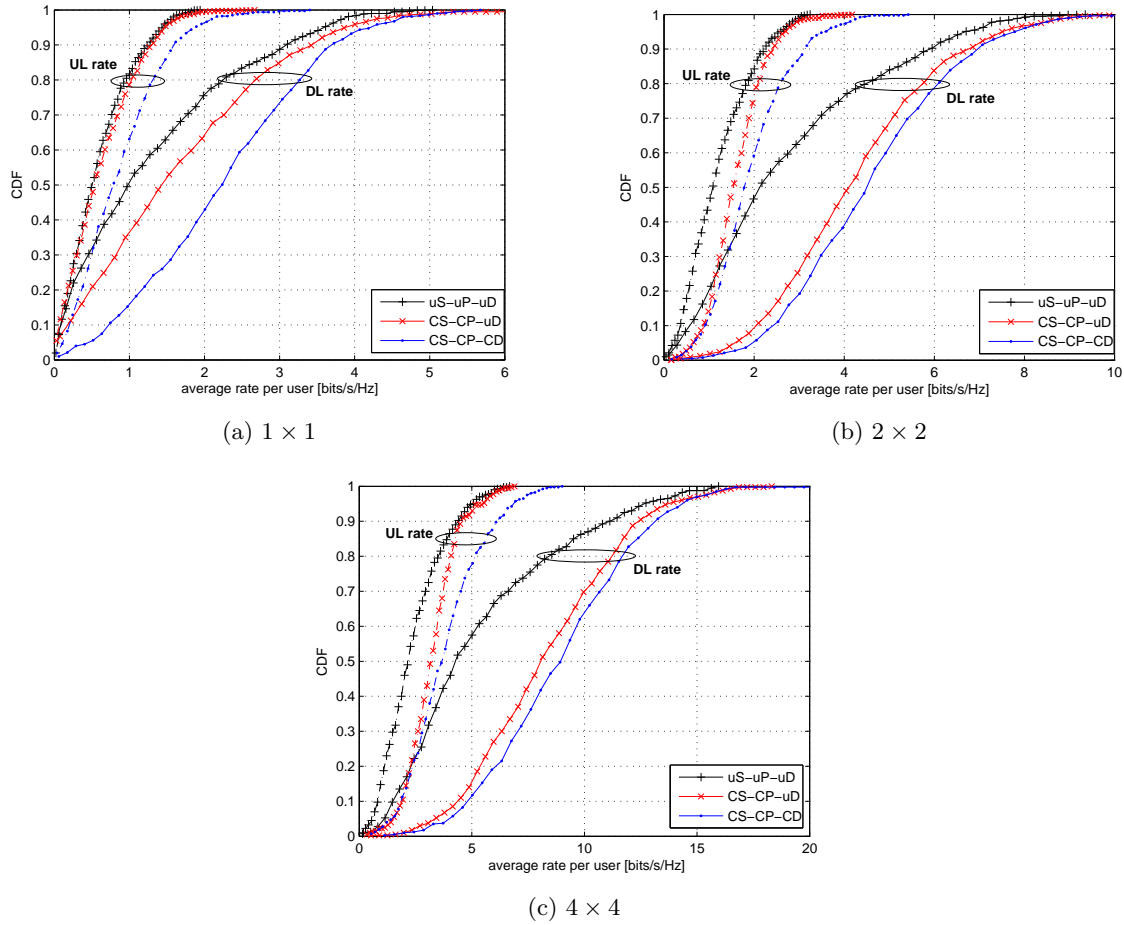 1
0.9
0.8
0.7
0.6
0.5
0.4
0.3
0.2
0.1
0
CDF
UL rate
DL rate
uS−uP−uD
CS−CP−uD
CS−CP−CD
0 1 2 3 4 5 6
average rate per user [bits/s/Hz]
(a) 1 × 1
1
0.9
0.8
0.7
0.6
0.5
0.4
0.3
0.2
0.1
0
CDF
UL rate
DL rate
uS−uP−uD
CS−CP−uD
CS−CP−CD
0 2 4 6 8 10
average rate per user [bits/s/Hz]
(b) 2 × 2
1
0.9
0.8
0.7
0.6
0.5
0.4
0.3
0.2
0.1
0
CDF
UL rate
DL rate
uS−uP−uD
CS−CP−uD
CS−CP−CD
0 5 10 15 20
average rate per user [bits/s/Hz]
(c) 4 × 4